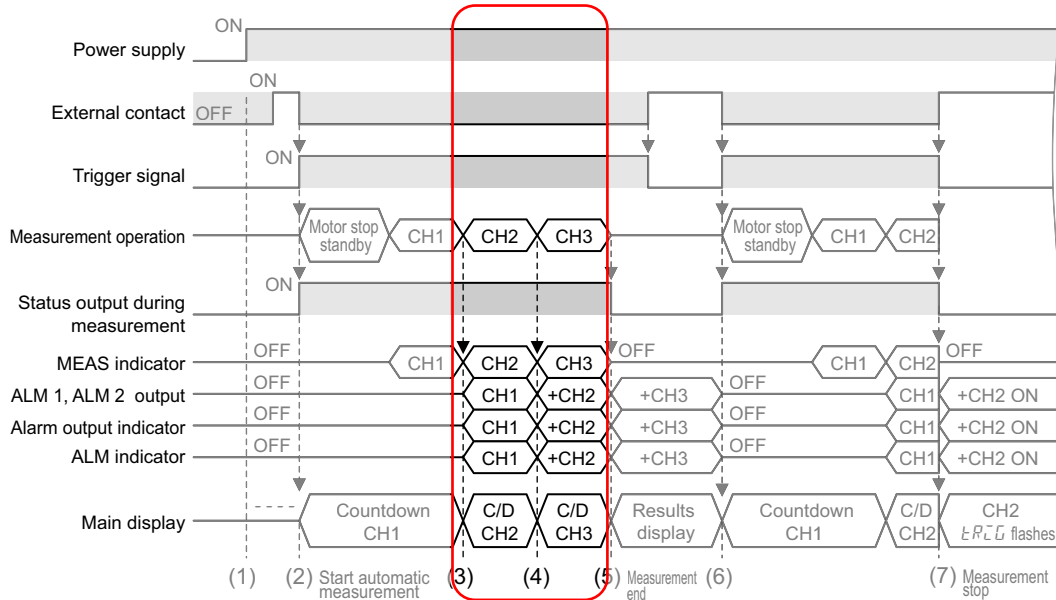 ON
Power supply
ON
External contact
OFF
ON
Trigger signal
Measurement operation
Motor stop standby
CH1
CH2
CH3
Motor stop standby
CH1
CH2
ON
Status output during measurement
OFF
MEAS indicator
CH1
CH2
CH3
OFF
CH1
CH2
OFF
OFF
ALM 1, ALM 2 output
CH1
+CH2
+CH3
OFF
CH1
+CH2 ON
OFF
Alarm output indicator
CH1
+CH2
+CH3
OFF
CH1
+CH2 ON
OFF
ALM indicator
CH1
+CH2
+CH3
OFF
CH1
+CH2 ON
Main display
- - - -
Countdown CH1
C/D CH2
C/D CH3
Results display
Countdown CH1
C/D CH2
CH2
flashes
(1)
(2) Start automatic measurement
(3)
(4)
(5) Measurement end
(6)
(7) Measurement stop